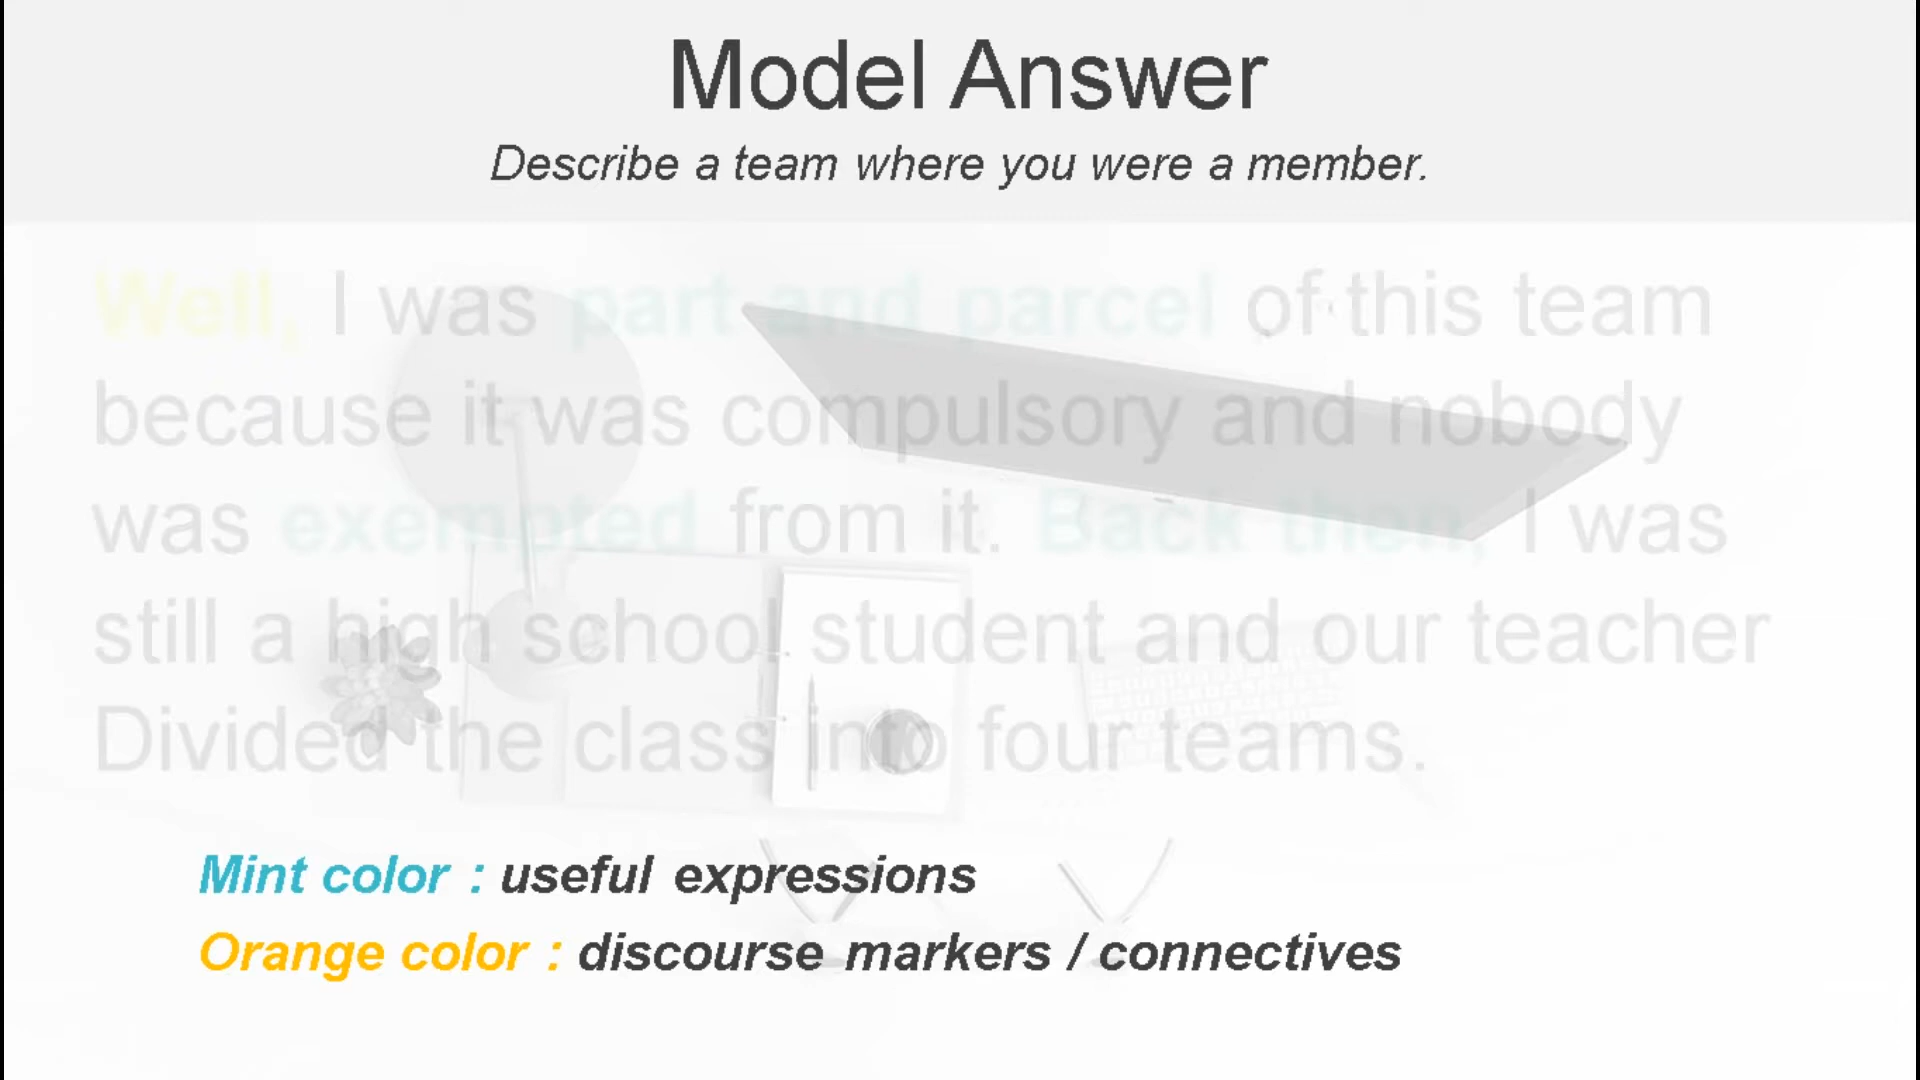 Model Answer
Describe a team where you were a member.
Well, I was part and parcel of this team
because it was compulsory and nobody
was exempted from it. Back then, I was
still a high school student and our teacher
Divided the class into four teams.
Mint color : useful expressions
Orange color : discourse markers / connectives